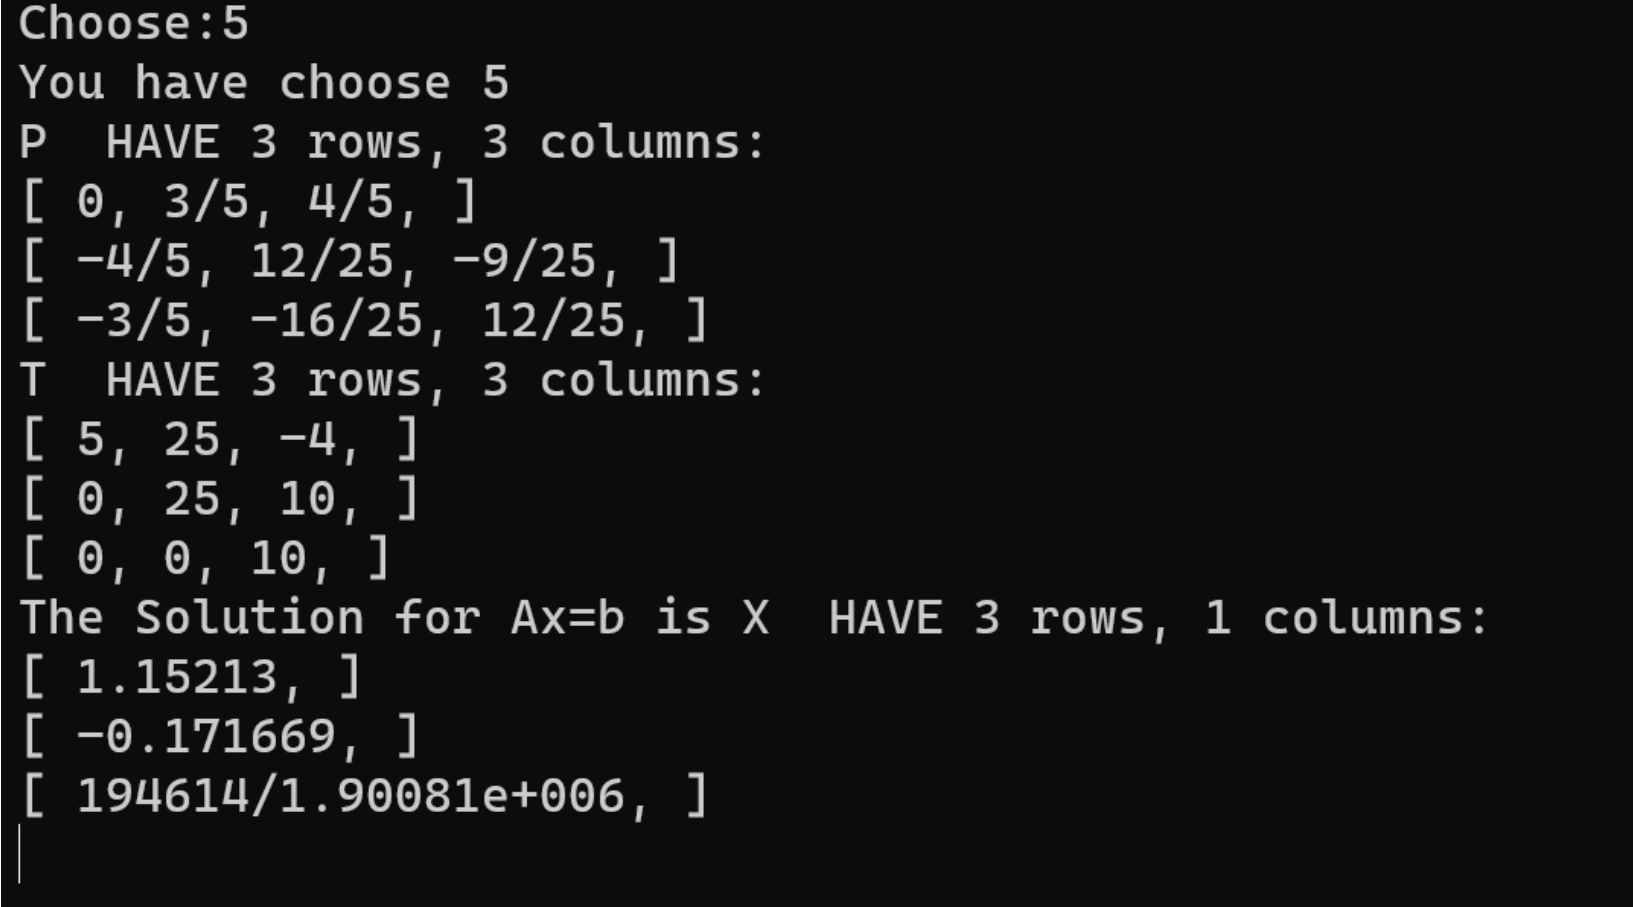 Choose:5
You have choose 5
P  HAVE 3 rows, 3 columns:
[ 0, 3/5, 4/5, ]
[ -4/5, 12/25, -9/25, ]
[ -3/5, -16/25, 12/25, ]
T  HAVE 3 rows, 3 columns:
[ 5, 25, -4, ]
[ 0, 25, 10, ]
[ 0, 0, 10, ]
The Solution for Ax=b is X  HAVE 3 rows, 1 columns:
[ 1.15213, ]
[ -0.171669, ]
[ 194614/1.90081e+006, ]